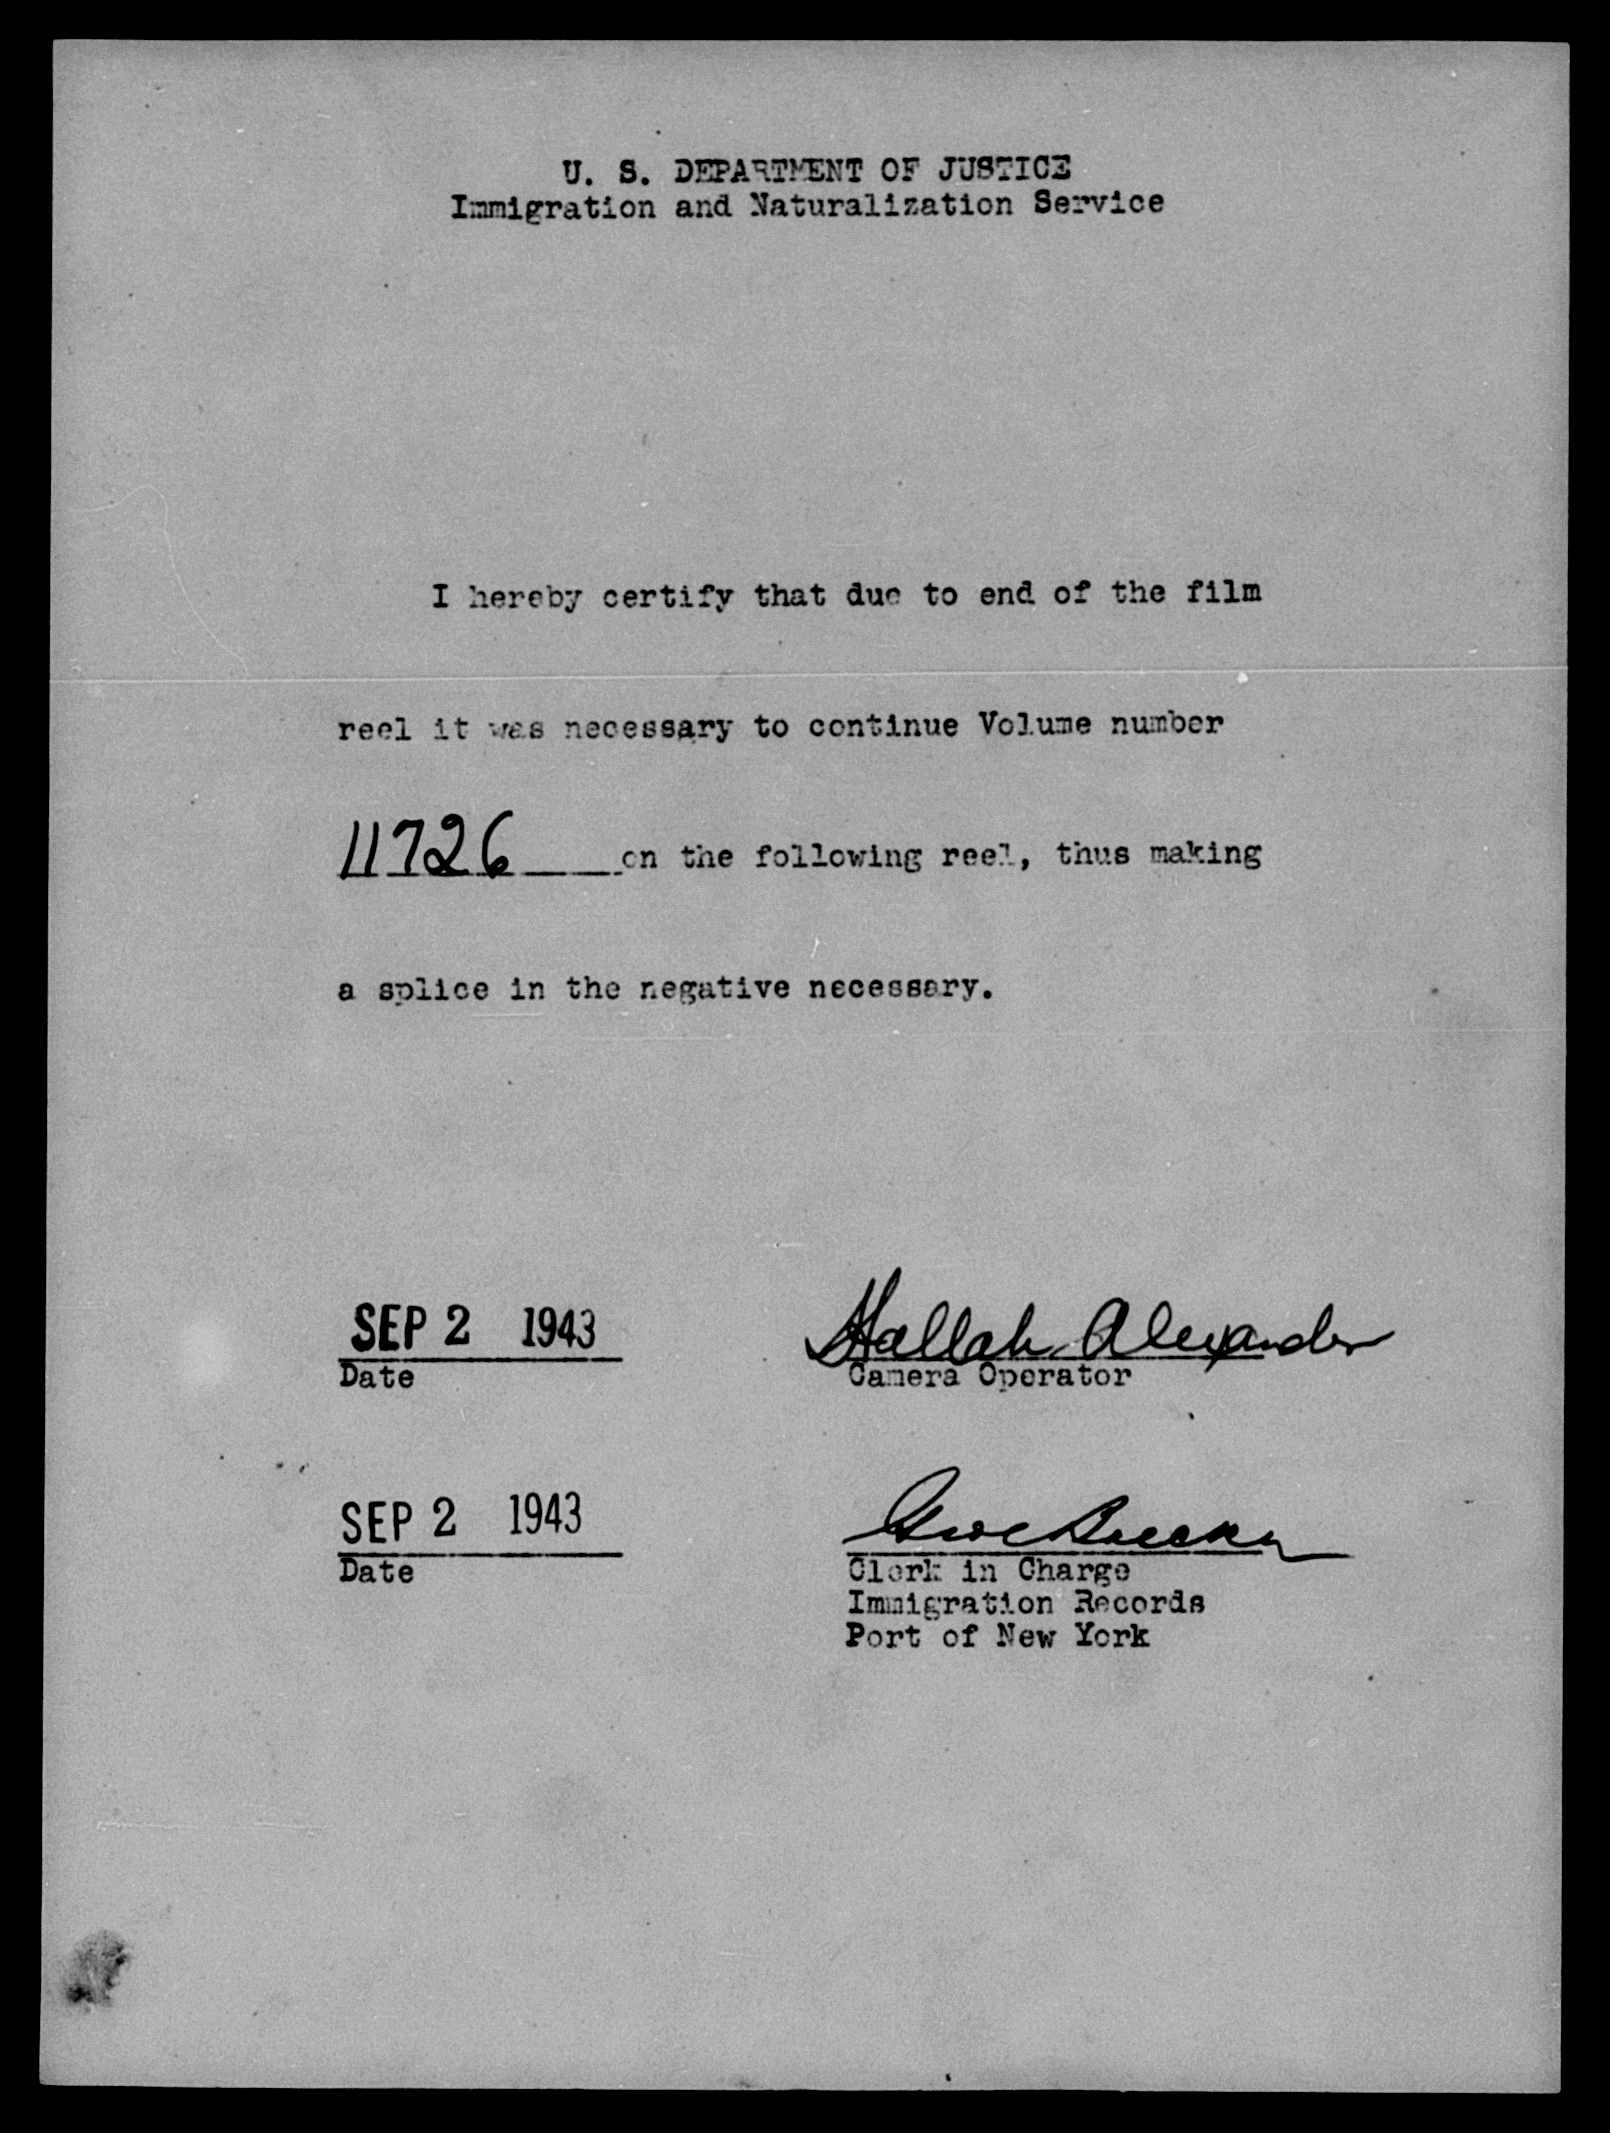 U. S. DEPARTMENT OF JUSTICE
Immigration and Naturalization Service
I hereby certify that due to end of the film
reel it was necessary to continue Volume number
11726 on the following reel, thus making
a splice in the negative necessary.
SEP 2 1943
Hallah Alexander
Date
Camera Operator
SEP 2 1943
Date
Clerk in Charge
Immigration Records
Port of New York